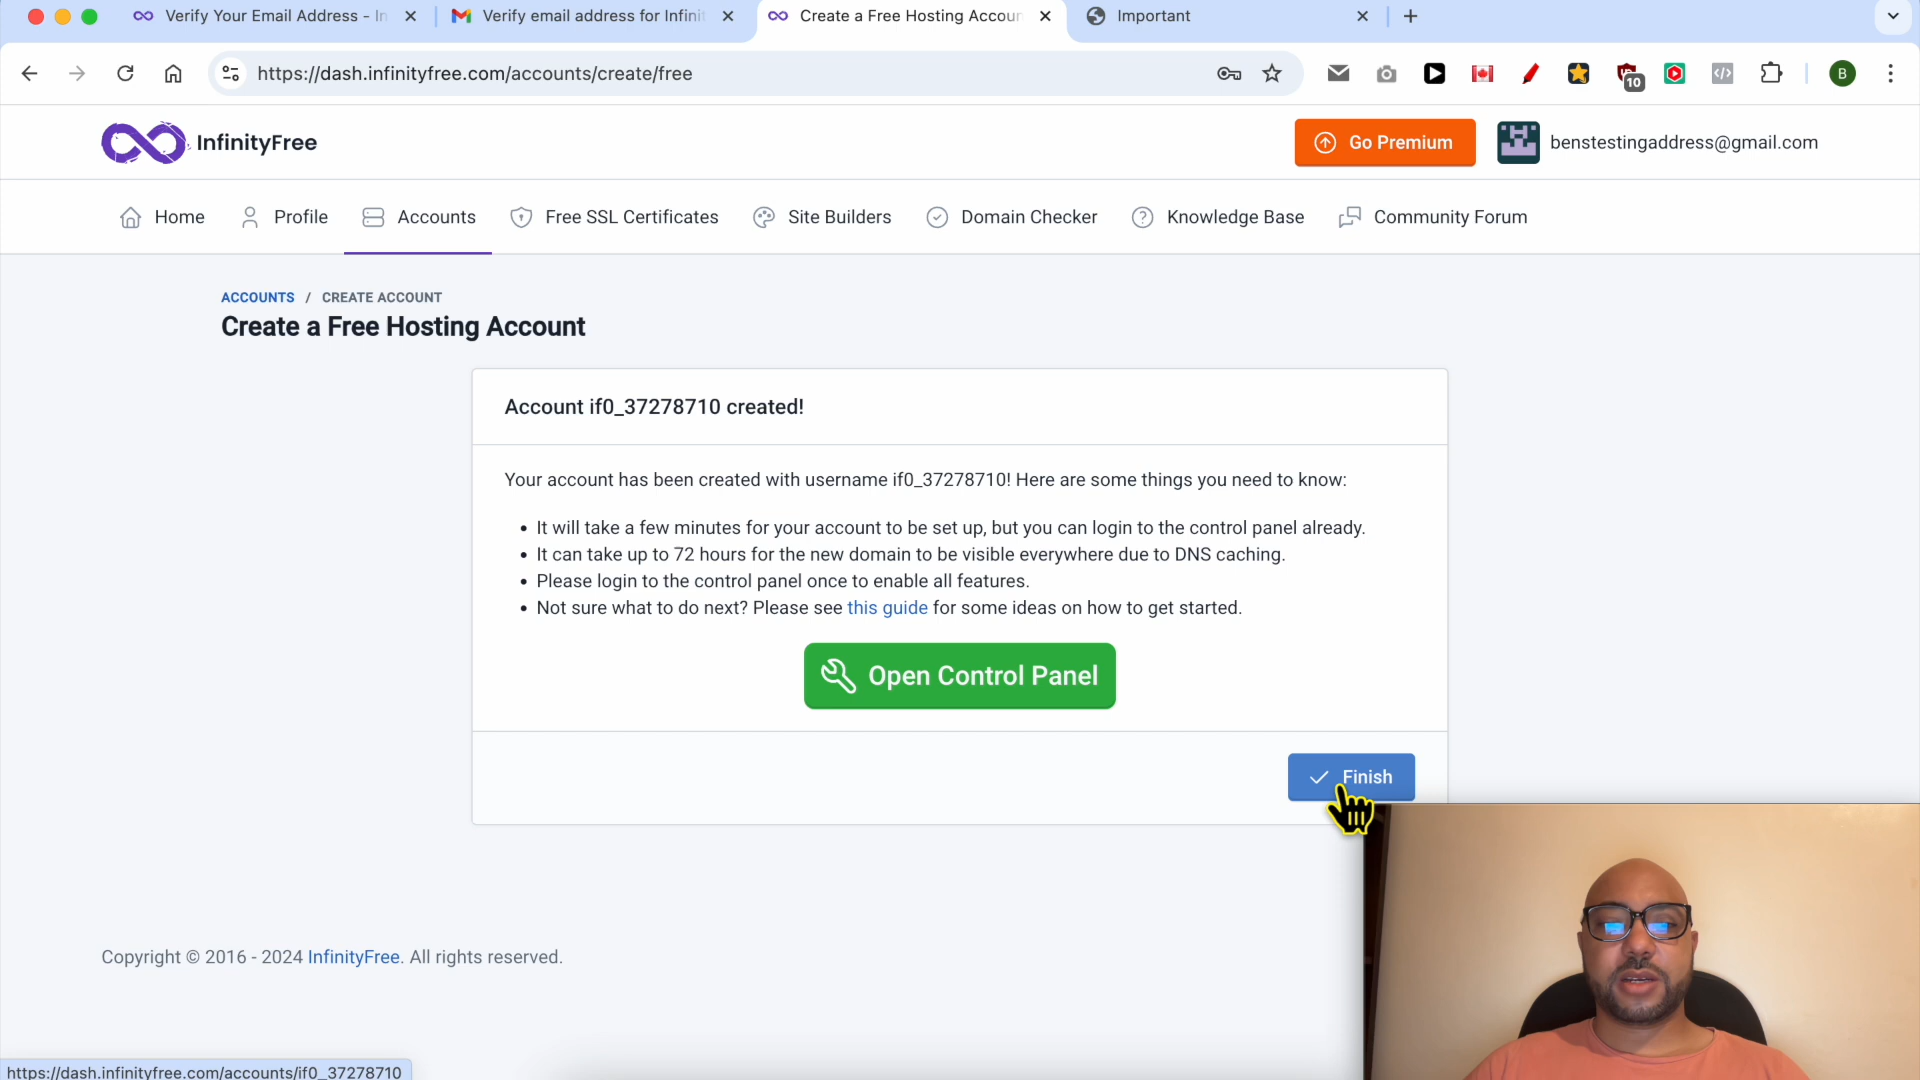 Verify Your Email Address - In
Verify email address for Infinit
Create a Free Hosting Accour
Important
https://dash.infinityfree.com/accounts/create/free
10
B
InfinityFree
Go Premium
benstestingaddress@gmail.com
Home
Profile
Accounts
Free SSL Certificates
Site Builders
Domain Checker
Knowledge Base
Community Forum
ACCOUNTS / CREATE ACCOUNT
Create a Free Hosting Account
Account if0_37278710 created!
Your account has been created with username if0_37278710! Here are some things you need to know:
• It will take a few minutes for your account to be set up, but you can login to the control panel already.
• It can take up to 72 hours for the new domain to be visible everywhere due to DNS caching.
• Please login to the control panel once to enable all features.
• Not sure what to do next? Please see this guide for some ideas on how to get started.
Open Control Panel
Finish
Copyright © 2016 - 2024 InfinityFree. All rights reserved.
https://dash.infinityfree.com/accounts/if0_37278710